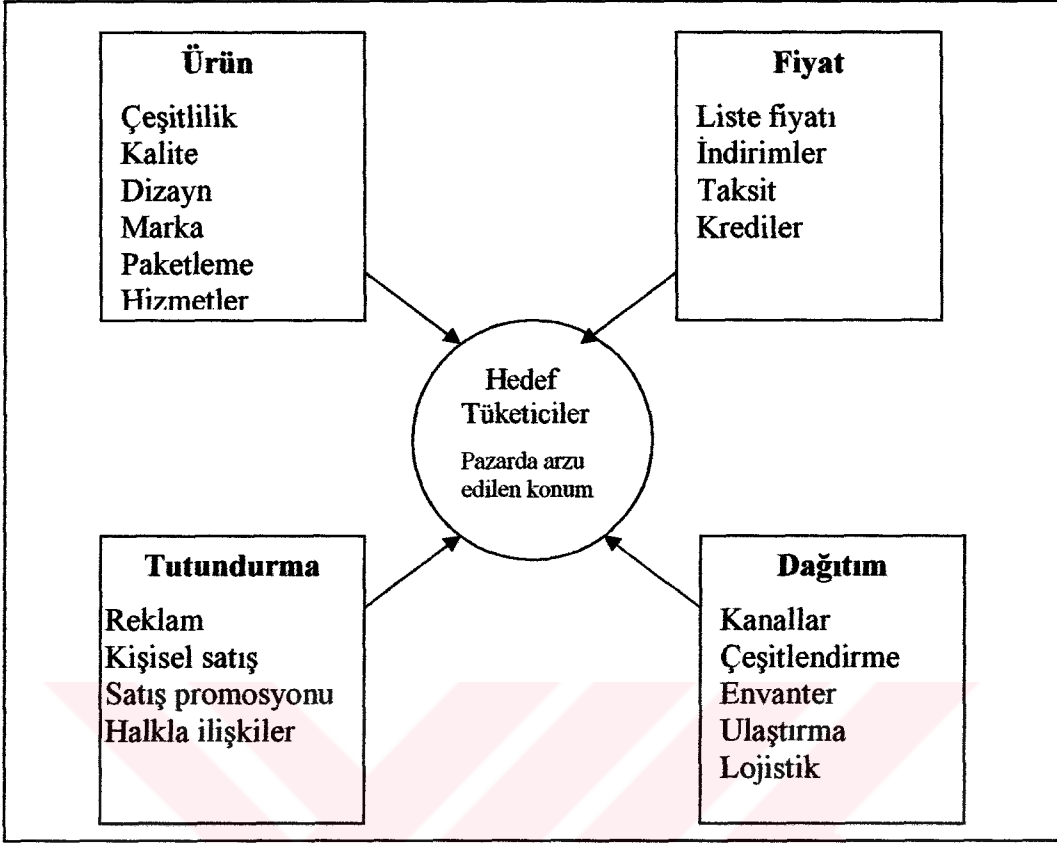 Ürün
Çeşitlilik
Kalite
Dizayn
Marka
Paketleme
Hizmetler
Fiyat
Liste fiyatı
İndirimler
Taksit
Krediler
Hedef
Tüketiciler
Pazarda arzu
edilen konum
Tutundurma
Reklam
Kişisel satış
Satış promosyonu
Halkla ilişkiler
Dağıtım
Kanallar
Çeşitlendirme
Envanter
Ulaştırma
Lojistik